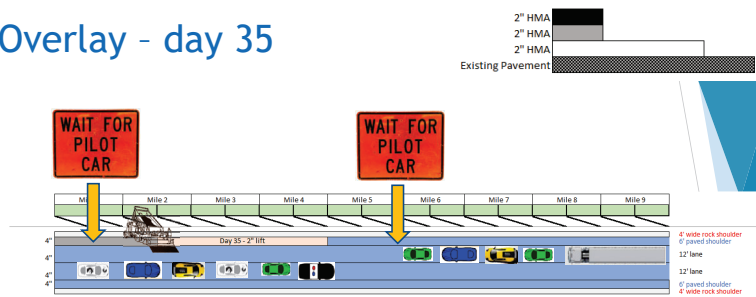 Overlay – day 35
2" HMA
2" HMA
2" HMA
Existing Pavement
WAIT FOR
PILOT
CAR
WAIT FOR
PILOT
CAR
Mile 2
Mile 3
Mile 4
Mile 5
Mile 6
Mile 7
Mile 8
Mile 9
4' wide rock shoulder
6' paved shoulder
4"
Day 35 - 2" lift
4"
12' lane
4"
12' lane
4"
6' paved shoulder
4' wide rock shoulder